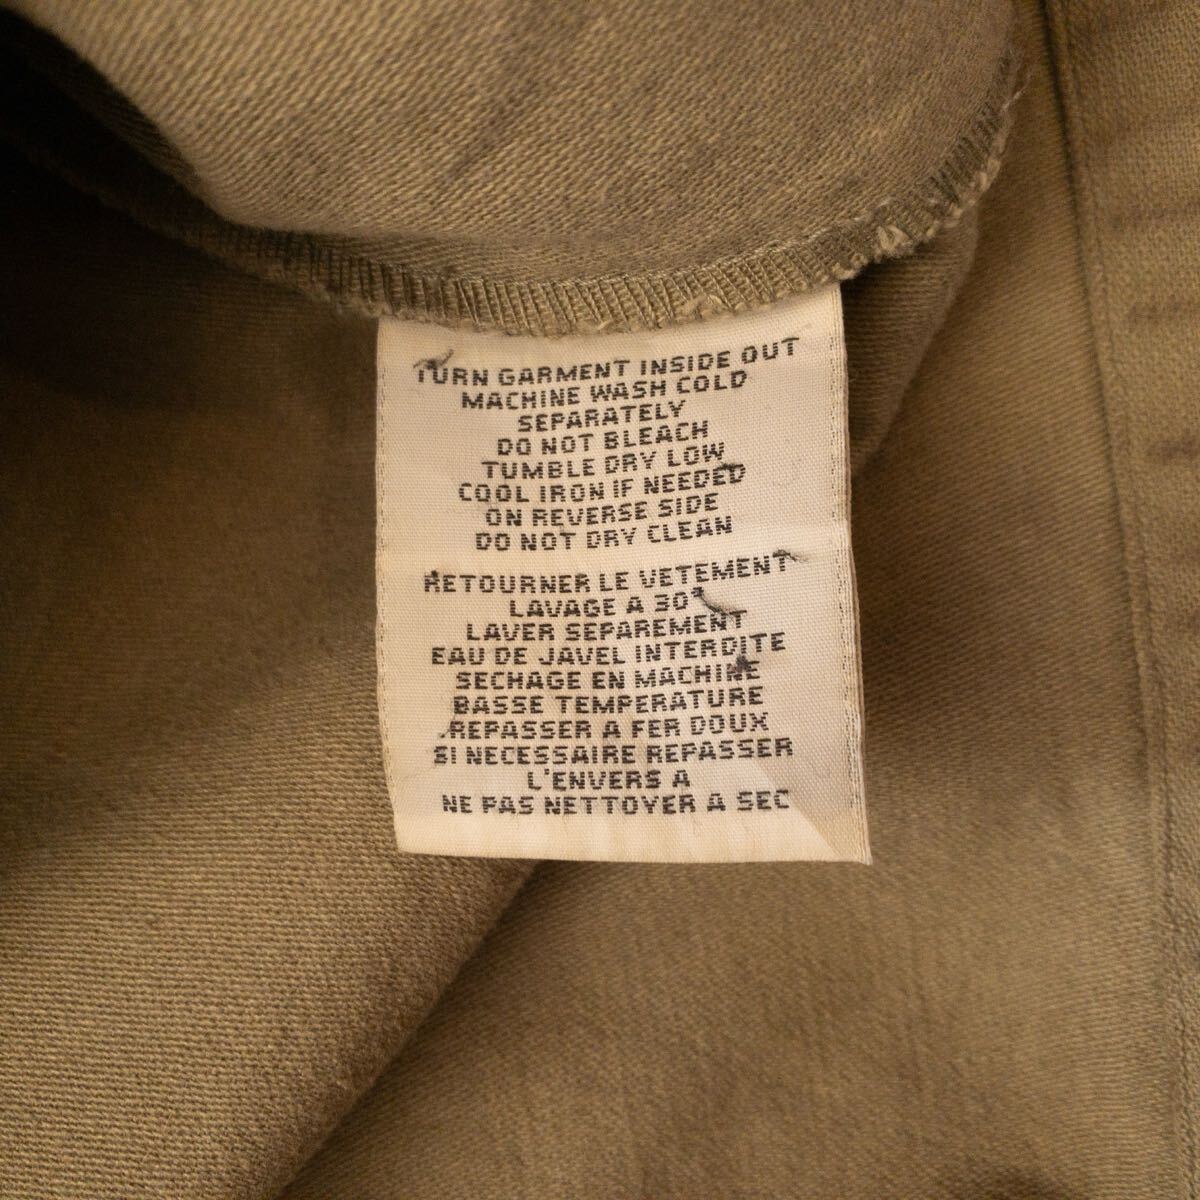 TURN GARMENT INSIDE OUT
MACHINE WASH COLD
SEPARATELY
DO NOT BLEACH
TUMBLE DRY LOW
COOL IRON IF NEEDED
ON REVERSE SIDE
DO NOT DRY CLEAN
RETOURNER LE VETEMENT
LAVAGE A 30°
LAVER SEPAREMENT
EAU DE JAVEL INTERDITE
SECHAGE EN MACHINE
BASSE TEMPERATURE
REPASSER A FER DOUX
SI NECESSAIRE REPASSER
L'ENVERS A
NE PAS NETTOYER A SEC